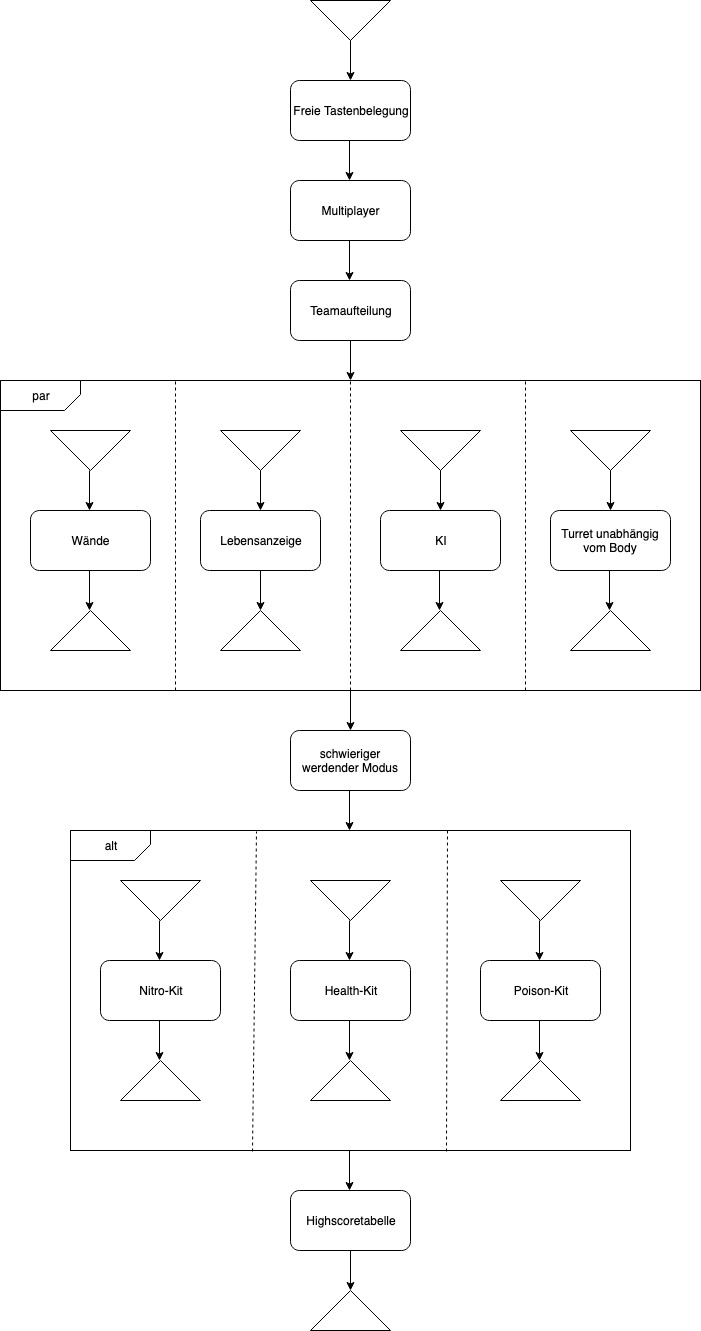 Freie Tastenbelegung
Multiplayer
Teamaufteilung
par
Wände
Lebensanzeige
KI
Turret unabhängig
vom Body
schwieriger
werdender Modus
alt
Nitro-Kit
Health-Kit
Poison-Kit
Highscoretabelle